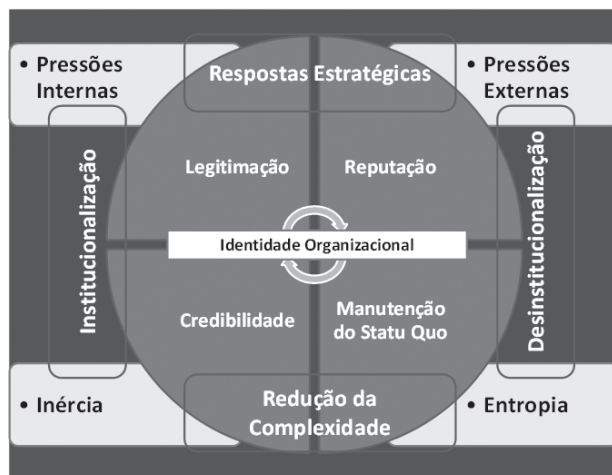 • Pressões
Internas
Respostas Estratégicas
• Pressões
Externas
Institucionalização
Legitimação
Reputação
Desinstitucionalização
Identidade Organizacional
Credibilidade
Manutenção
do Statu Quo
• Inércia
Redução da
Complexidade
• Entropia